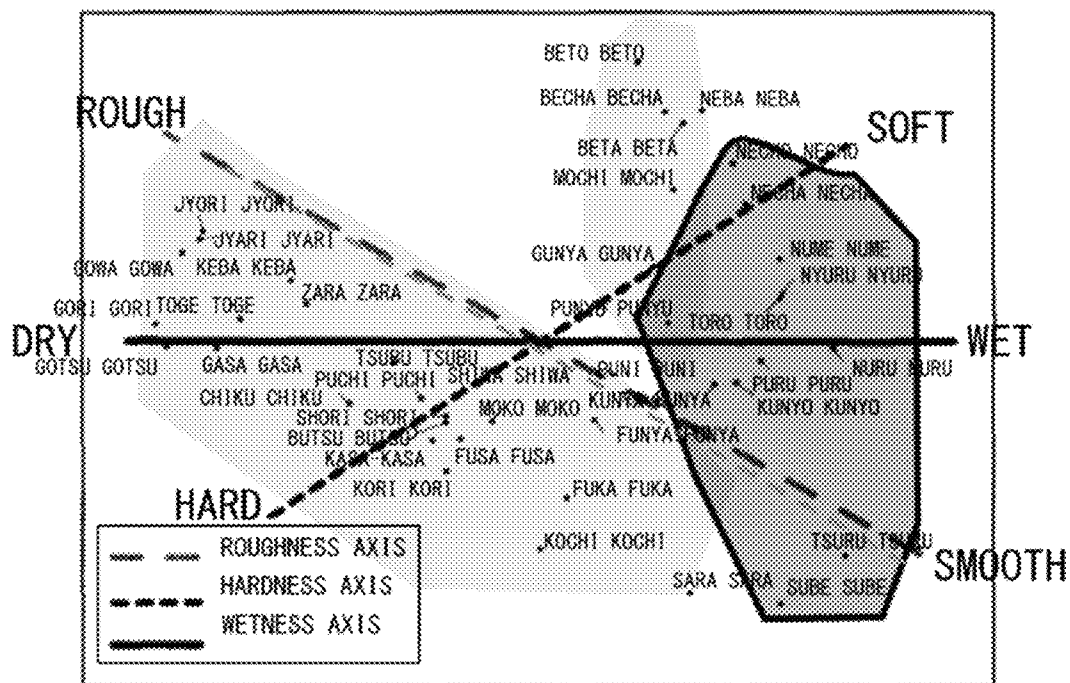 BETO BETO
BECHA BECHA
NEBA NEBA
ROUGH
SOFT
BETA BETA
NECHO NECHO
MOCHI MOCHI
NECHA NECHA
JYORI JYORI
JYARI JYARI
GUNYA GUNYA
NUME NUME
GOWA GOWA
KEBA KEBA
NYURU NYURU
ZARA ZARA
GORI GORI
TOGE TOGE
PUNYU PUNYU
TORO TORO
DRY
WET
GOTSU GOTSU
GASA GASA
TSUBU TSUBU
PUCHI PUCHI
SHIWA SHIWA
PUNI PUNI
NURU NURU
CHIKU CHIKU
KUNYA KUNYA
PURU PURU
KUNYO KUNYO
SHORI SHORI
MOKO MOKO
BUTSU BUTSU
FUNYA FUNYA
KASA KASA
FUSA FUSA
KORI KORI
FUKA FUKA
HARD
KOCHI KOCHI
TSURU TSURU
SMOOTH
SARA SARA
SUBE SUBE
ROUGHNESS AXIS
HARDNESS AXIS
WETNESS AXIS